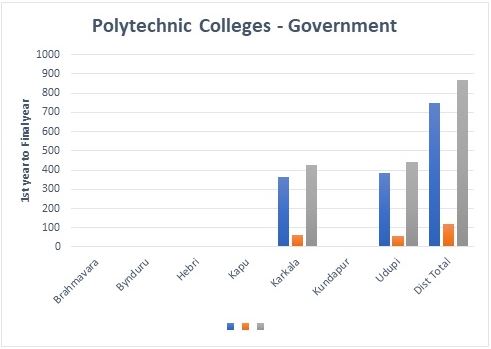 Polytechnic Colleges - Government
1st year to Final year
1000
900
800
700
600
500
400
300
200
100
0
Brahmavara
Bynduru
Hebri
Kapu
Karkala
Kundapur
Udupi
Dist Total